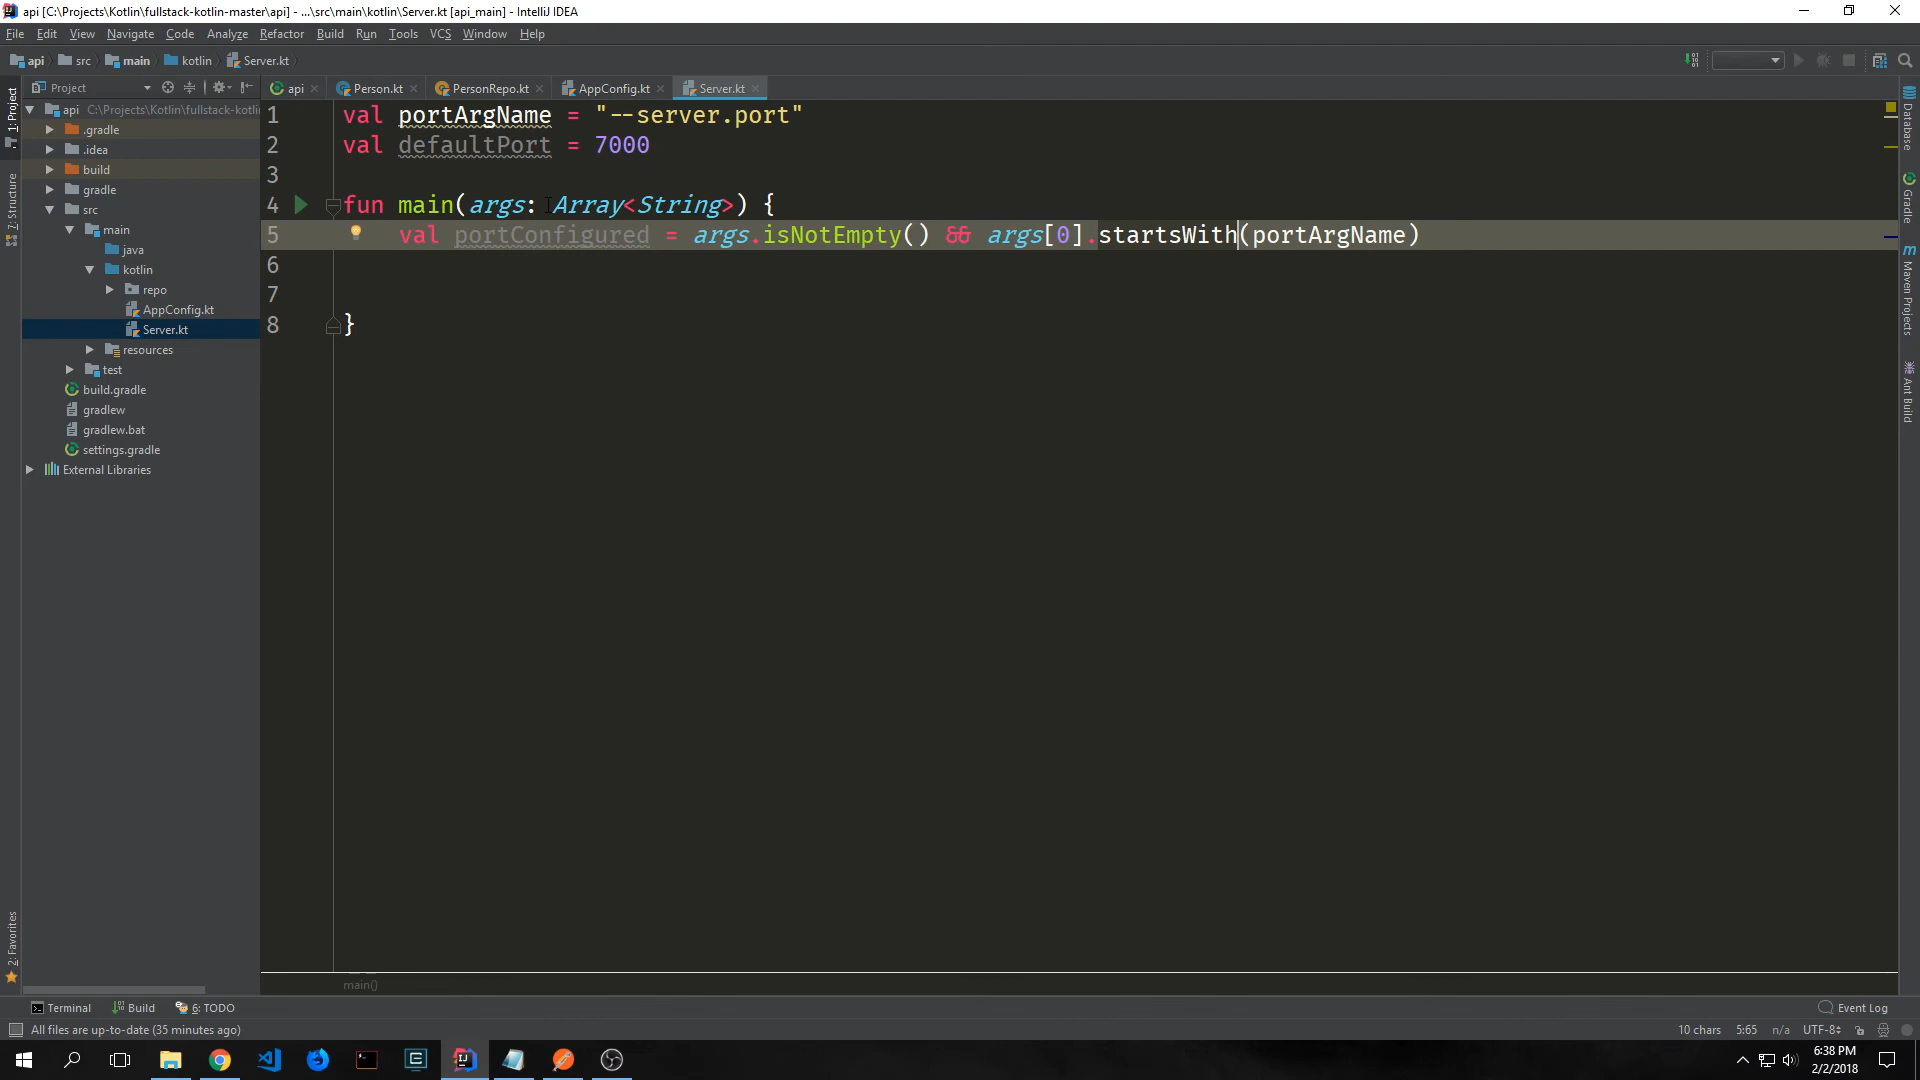 api [C:\Projects\Kotlin\fullstack-kotlin-master\api] - ...\src\main\kotlin\Server.kt [api_main] - IntelliJ IDEA
File Edit View Navigate Code Analyze Refactor Build Run Tools VCS Window Help
api src main kotlin Server.kt
Project
api Person.kt PersonRepo.kt AppConfig.kt Server.kt
1: Project
7: Structure
2: Favorites
api C:\Projects\Kotlin\fullstack-kotli
.gradle
.idea
build
gradle
src
main
java
kotlin
repo
AppConfig.kt
Server.kt
resources
test
build.gradle
gradlew
gradlew.bat
settings.gradle
External Libraries
1 val portArgName = "--server.port"
2 val defaultPort = 7000
3
4 fun main(args: Array<String>) {
5 val portConfigured = args.isNotEmpty() && args[0].startsWith(portArgName)
6
7
8 }
main()
Database
Gradle
Maven Projects
Ant Build
Terminal Build 6: TODO Event Log
All files are up-to-date (35 minutes ago) 10 chars 5:65 n/a UTF-8
6:38 PM
2/2/2018